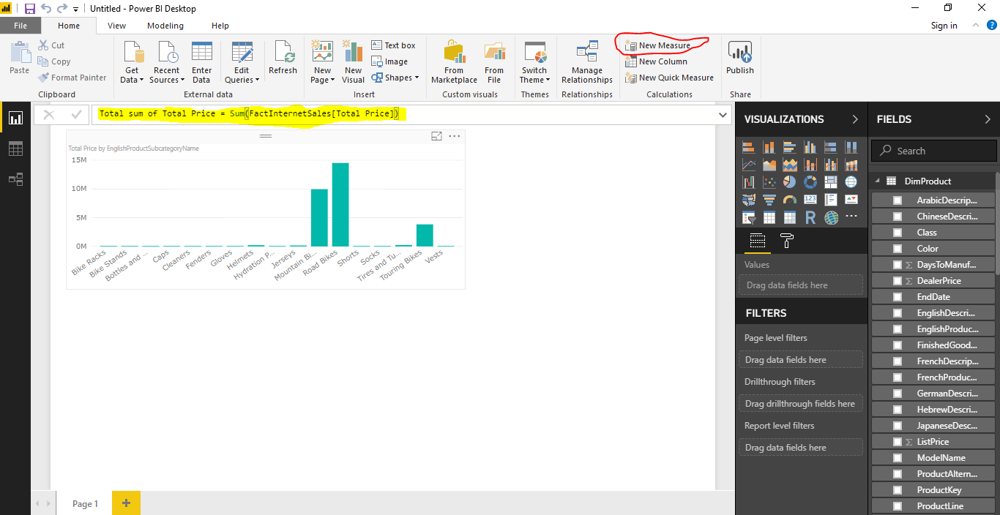 Untitled - Power BI Desktop
File Home View Modeling Help Sign in
Paste
Cut
Copy
Format Painter
Clipboard
Get Data
Recent Sources
Enter Data
Edit Queries
Refresh
External data
New Page
New Visual
Text box
Image
Shapes
Insert
From Marketplace
From File
Custom visuals
Switch Theme
Themes
Manage Relationships
Relationships
New Measure
New Column
New Quick Measure
Calculations
Publish
Share
Total sum of Total Price = Sum(FactInternetSales[Total Price])
Total Price by EnglishProductSubcategoryName
15M
10M
5M
0M
Bike Racks
Bike Stands
Bottles and ...
Caps
Cleaners
Fenders
Gloves
Helmets
Hydration P...
Jerseys
Mountain Bi...
Road Bikes
Shorts
Socks
Tires and Tu...
Touring Bikes
Vests
Page 1
VISUALIZATIONS
123
R
Values
Drag data fields here
FILTERS
Page level filters
Drag data fields here
Drillthrough filters
Drag drillthrough fields here
Report level filters
Drag data fields here
FIELDS
Search
DimProduct
ArabicDescrip...
ChineseDescri...
Class
Color
DaysToManuf...
DealerPrice
EndDate
EnglishDescri...
EnglishProduc...
FinishedGood...
FrenchDescrip...
FrenchProduc...
GermanDescri...
HebrewDescri...
JapaneseDesc...
ListPrice
ModelName
ProductAltern...
ProductKey
ProductLine